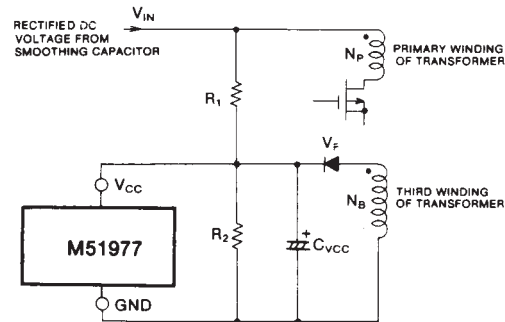 RECTIFIED DC
VOLTAGE FROM
SMOOTHING CAPACITOR
VIN
NP
PRIMARY WINDING
OF TRANSFORMER
R1
VF
VCC
NB
THIRD WINDING
OF TRANSFORMER
M51977
R2
+
CVCC
GND